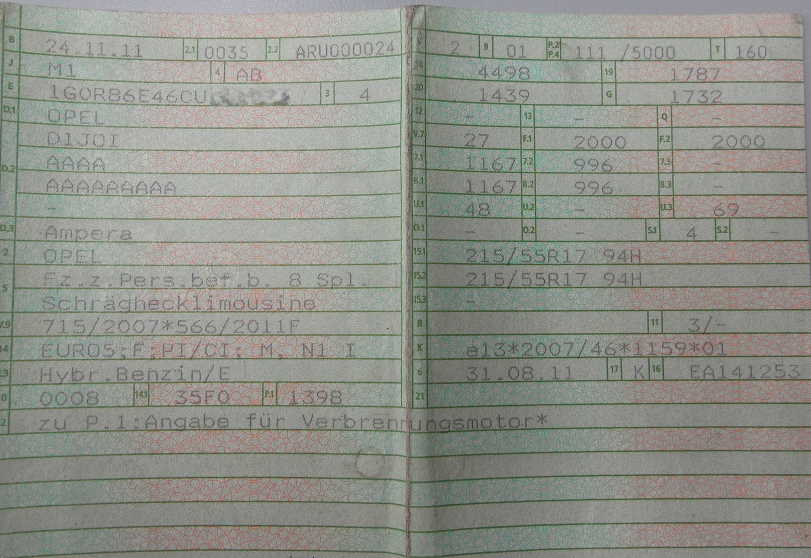 B 24.11.11 2.1 0035 2.2 ARU000024
J M1 4 AB
E 1G0R86E46CU 3 4
D.1 OPEL
D1JOI
D.2 AAAA
AAAAAAAAA
-
D.3 Ampera
2 OPEL
5 Fz.z.Pers.bef.b. 8 Spl.
Schräghecklimousine
V.9 715/2007*566/2011F
14 EURO5;F;PI/CI; M, N1 I
P.3 Hybr.Benzin/E
10 0008 14.1 35F0 P.1 1398
22 zu P.1:Angabe für Verbrennungsmotor*
L 2 9 01 P.2 P.4 111 /5000 T 160
18 4498 19 1787
20 1439 G 1732
12 - 13 - Q -
V.7 27 F.1 2000 F.2 2000
7.1 1167 7.2 996 7.3 -
8.1 1167 8.2 996 8.3 -
U.1 48 U.2 - U.3 69
O.1 - O.2 - S.1 4 S.2 -
15.1 215/55R17 94H
15.2 215/55R17 94H
15.3 -
R 11 3/-
K e13*2007/46*1159*01
6 31.08.11 17 K 16 EA141253
21